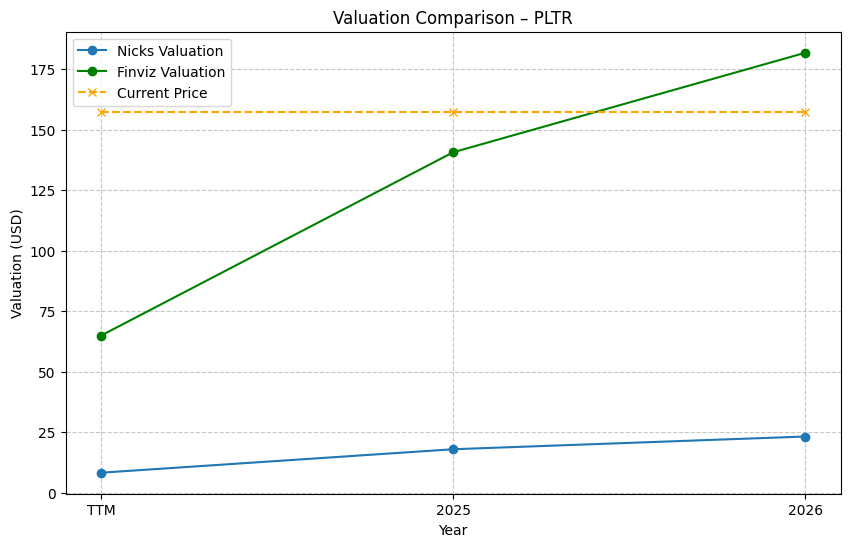 Valuation Comparison – PLTR
Nicks Valuation
Finviz Valuation
Current Price
Valuation (USD)
175
150
125
100
75
50
25
0
TTM
2025
2026
Year